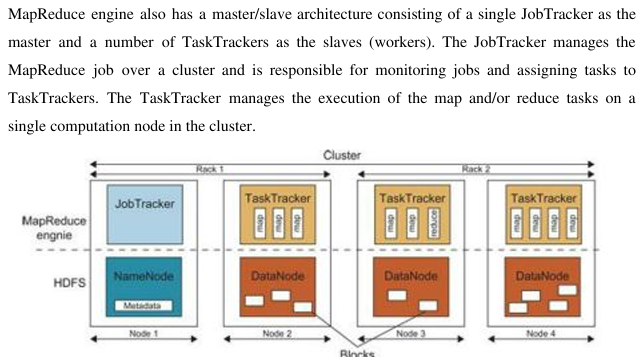 MapReduce engine also has a master/slave architecture consisting of a single JobTracker as the
master and a number of TaskTrackers as the slaves (workers). The JobTracker manages the
MapReduce job over a cluster and is responsible for monitoring jobs and assigning tasks to
TaskTrackers. The TaskTracker manages the execution of the map and/or reduce tasks on a
single computation node in the cluster.
Cluster
Rack 1
Rack 2
MapReduce
engnie
JobTracker
TaskTracker
map
map
map
TaskTracker
map
map
reduce
TaskTracker
map
map
map
map
HDFS
NameNode
Metadata
DataNode
DataNode
DataNode
Node 1
Node 2
Node 3
Node 4
Blocks